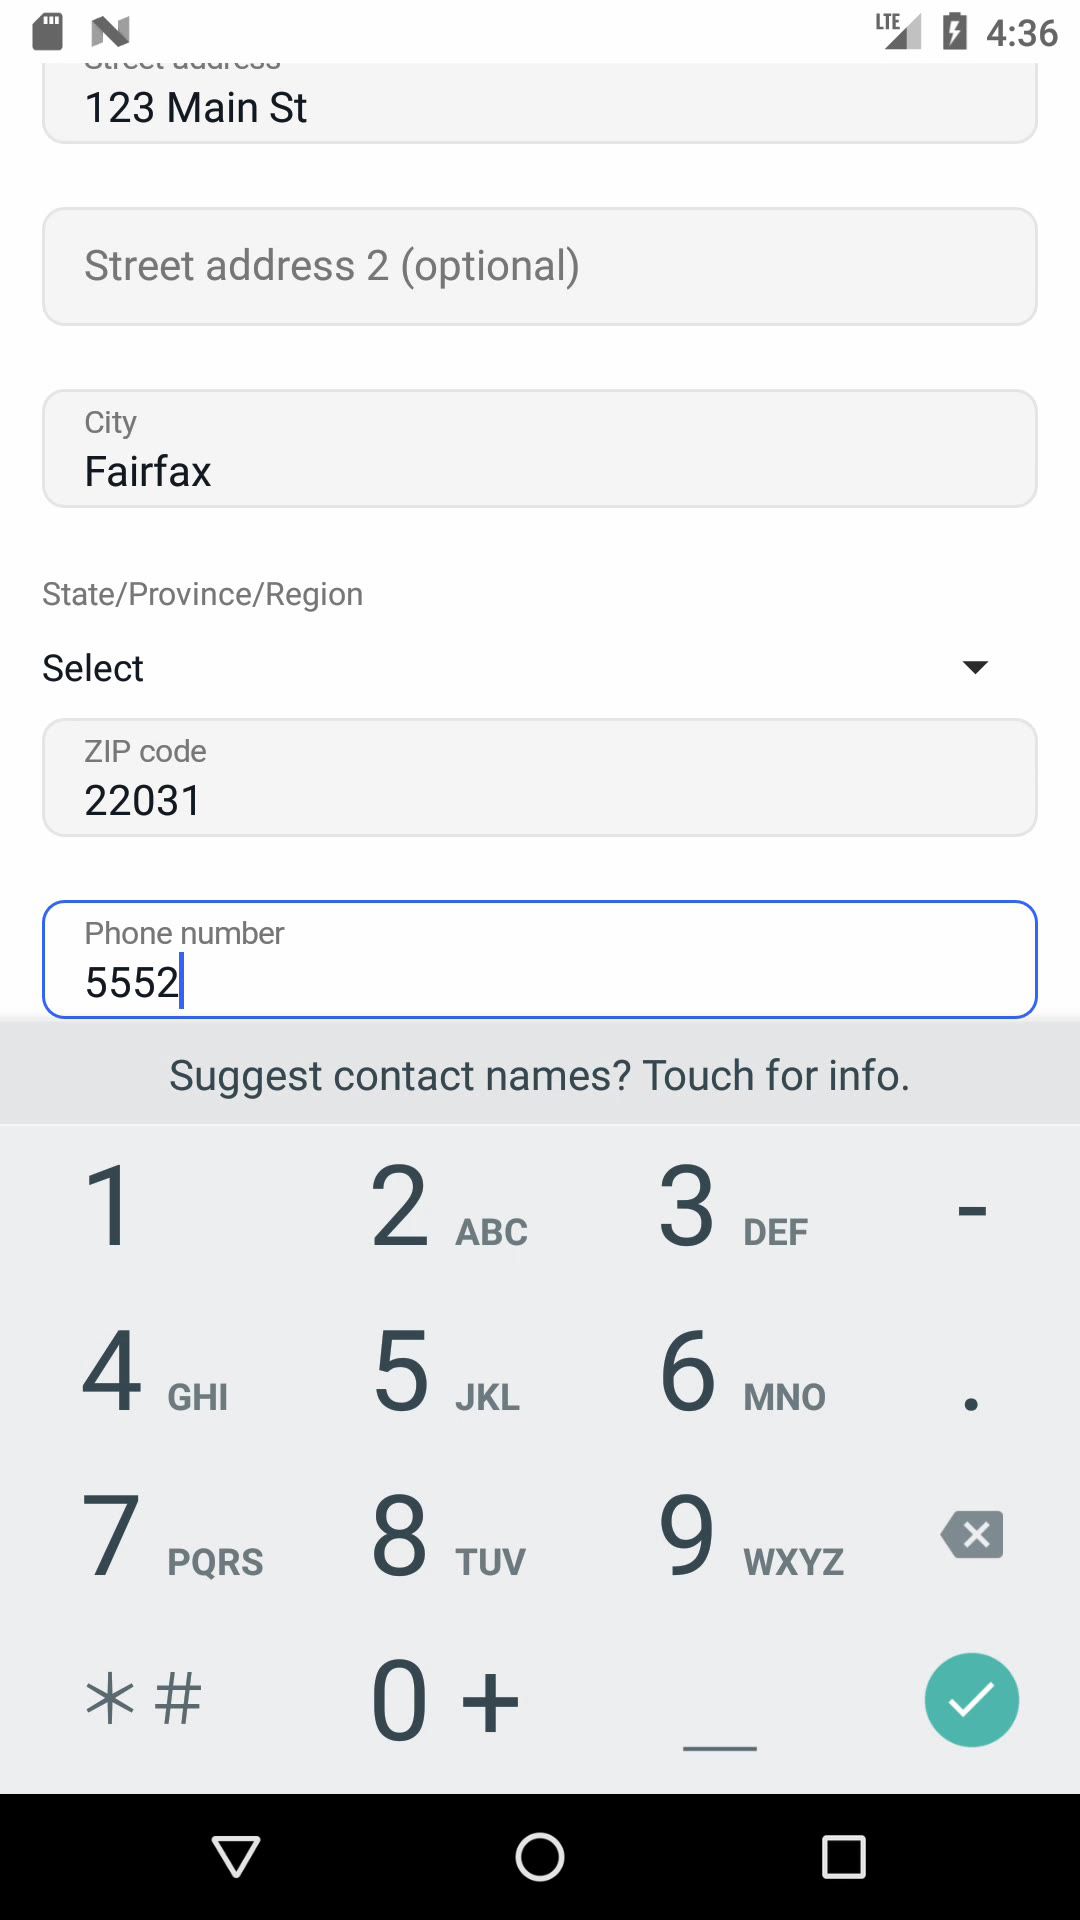 LTE 4:36
Street address
123 Main St
Street address 2 (optional)
City
Fairfax
State/Province/Region
Select
ZIP code
22031
Phone number
5552
Suggest contact names? Touch for info.
1 2 ABC 3 DEF -
4 GHI 5 JKL 6 MNO .
7 PQRS 8 TUV 9 WXYZ
*# 0 + _